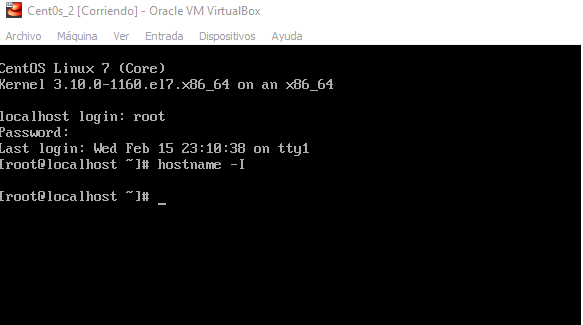 Cent0s_2 [Corriendo] - Oracle VM VirtualBox
Archivo Máquina Ver Entrada Dispositivos Ayuda
CentOS Linux 7 (Core)
Kernel 3.10.0-1160.el7.x86_64 on an x86_64
localhost login: root
Password:
Last login: Wed Feb 15 23:10:38 on tty1
[root@localhost ~]# hostname -I
[root@localhost ~]# _